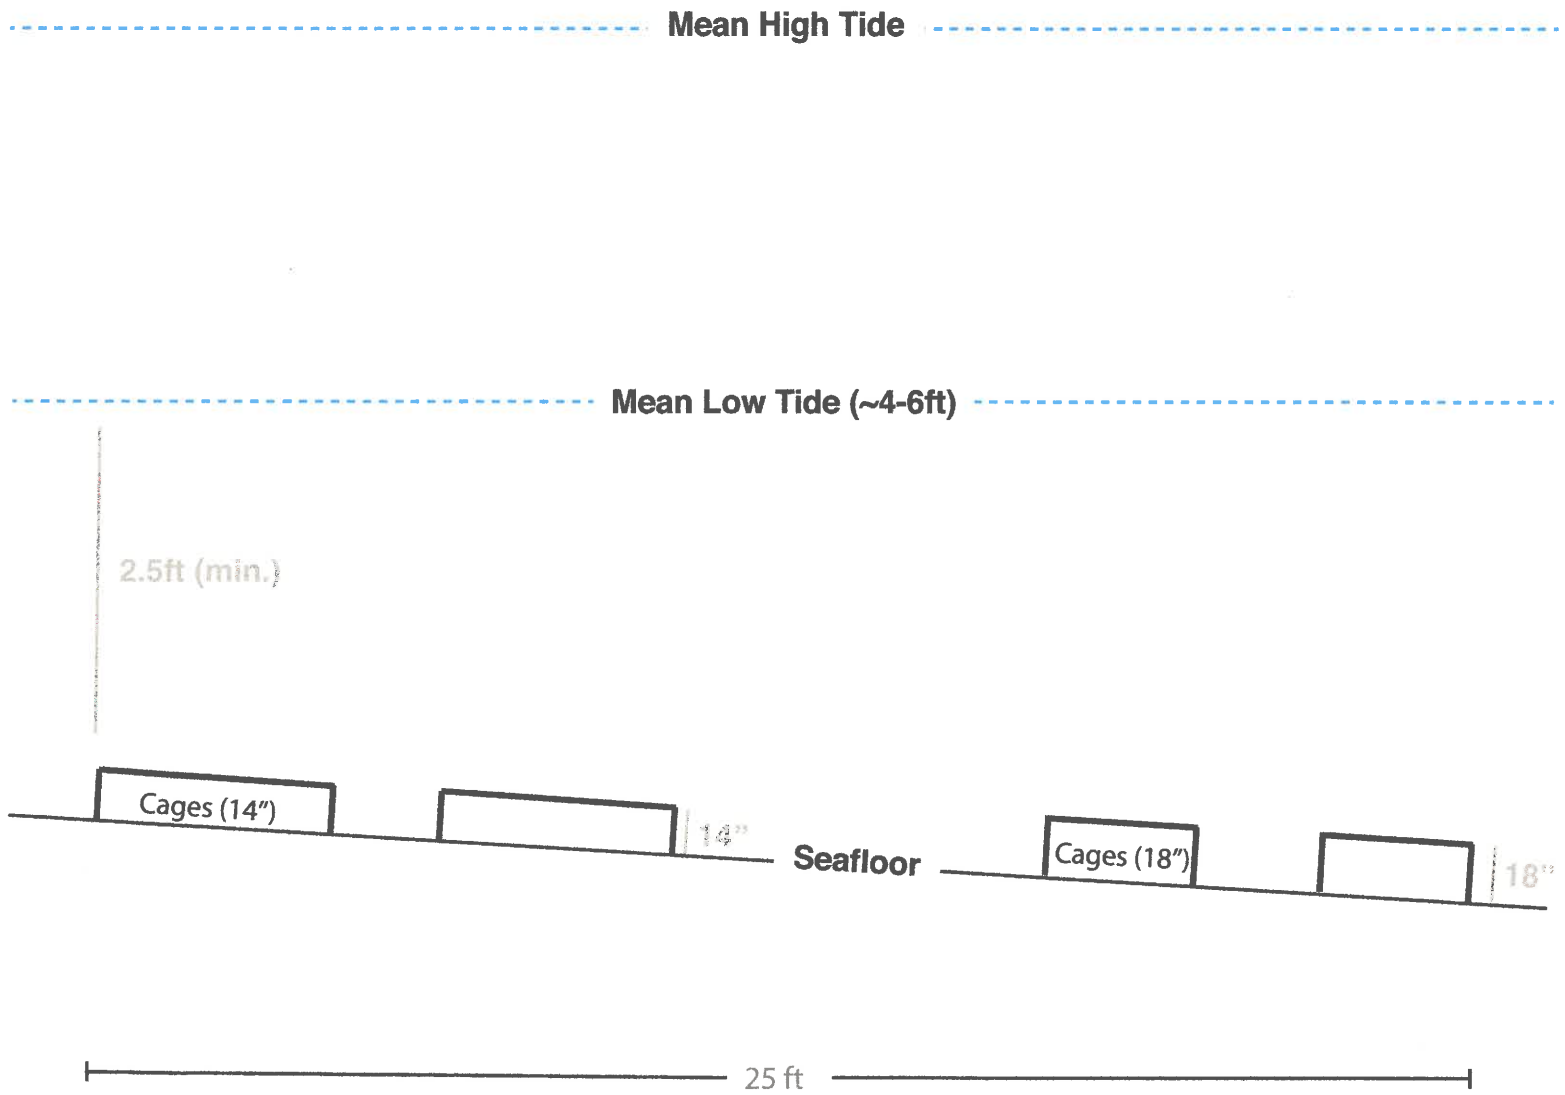 Mean High Tide
Mean Low Tide (~4-6ft)
2.5ft (min.)
Cages (14”)
14”
Seafloor
Cages (18”)
18”
25 ft